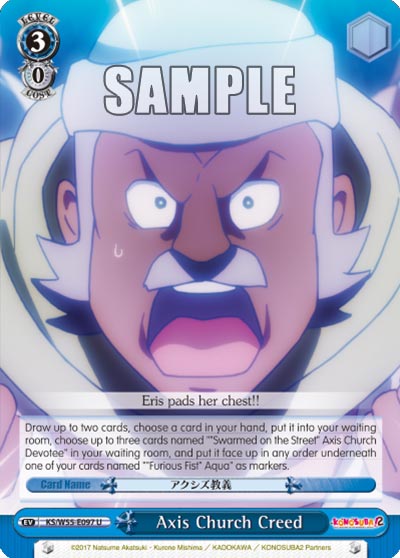 LEVEL
3
0
COST
SAMPLE
Eris pads her chest!!
Draw up to two cards, choose a card in your hand, put it into your waiting
room, choose up to three cards named ""Swarmed on the Street" Axis Church
Devotee" in your waiting room, and put it face up in any order underneath
one of your cards named ""Furious Fist" Aqua" as markers.
Card Name アクシズ教義
EV KS/W55-E097 U Axis Church Creed KONOSUBA 2
©2017 Natsume Akatsuki・Kurone Mishima / KADOKAWA / KONOSUBA2 Partners